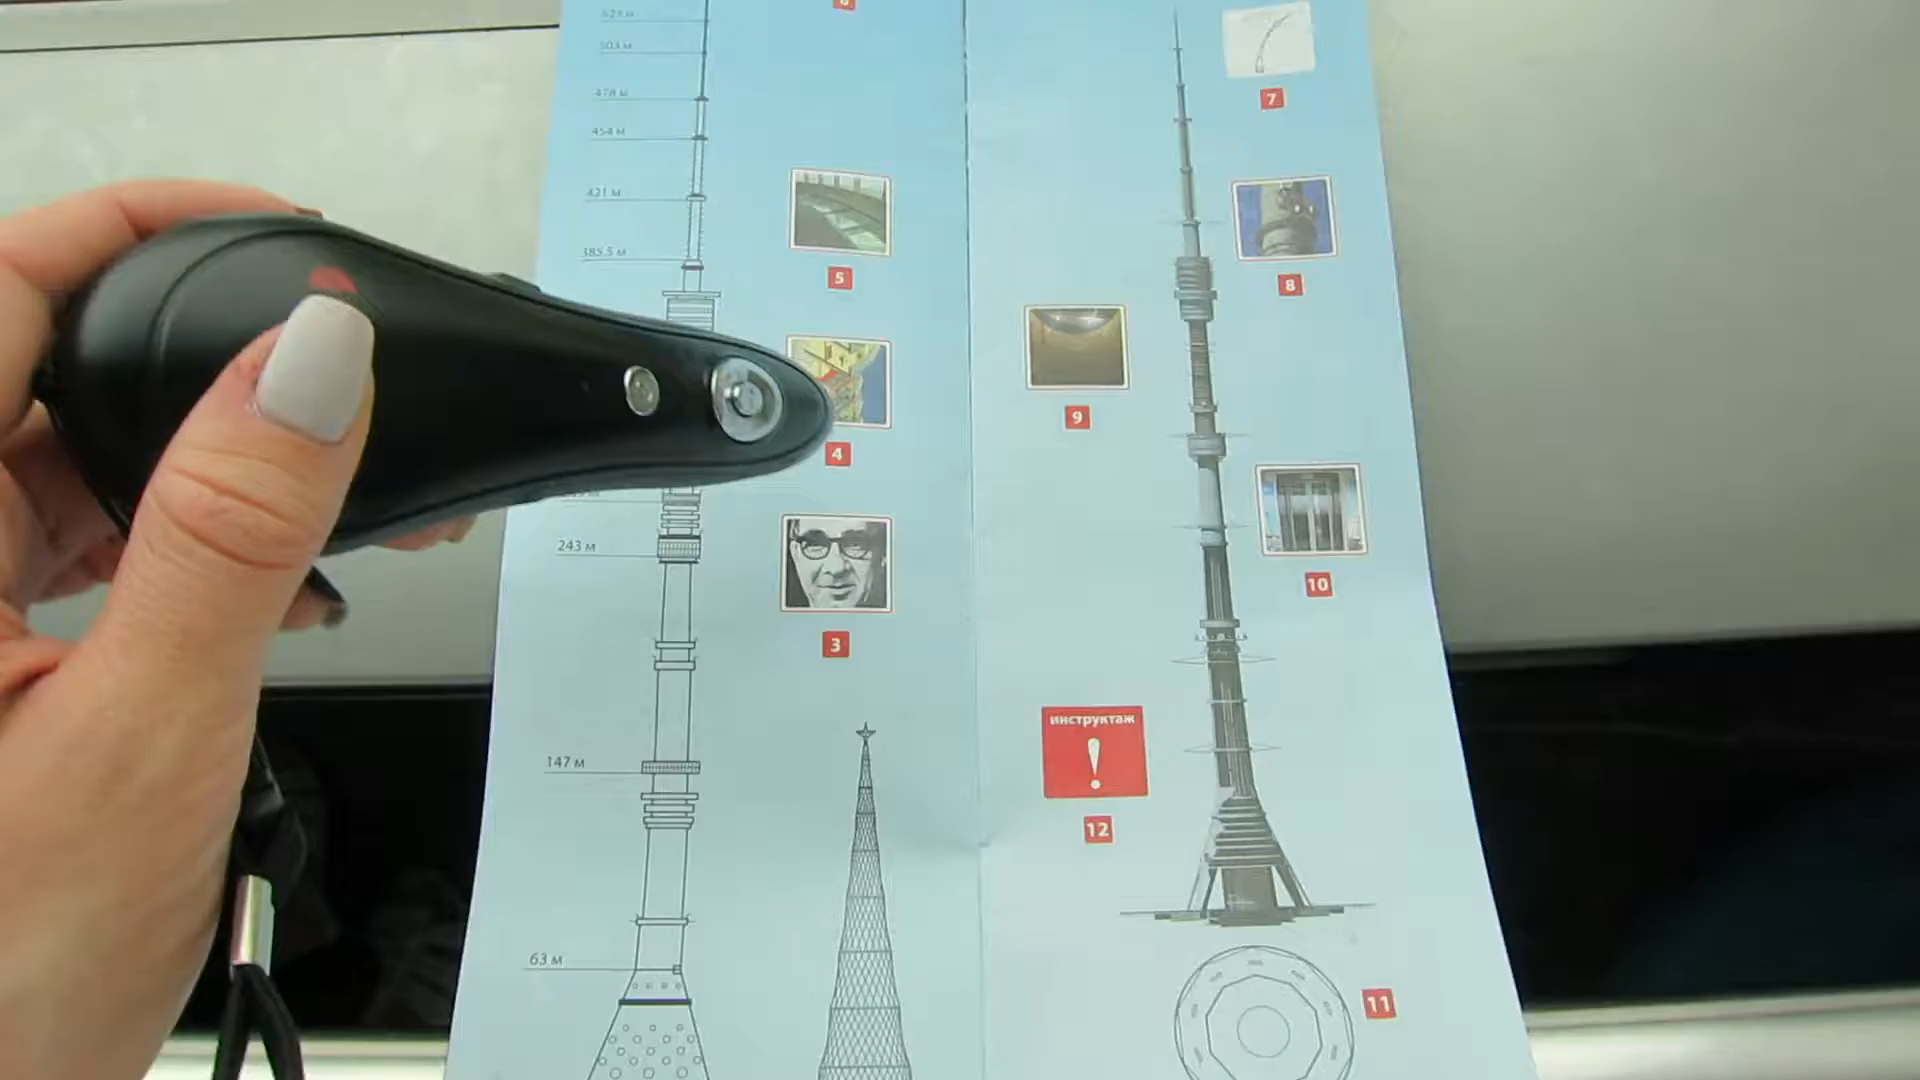 503 м
478 м
454 м
421 м
385.5 м
243 м
147 м
63 м
5
4
3
7
8
9
10
инструктаж
!
12
11